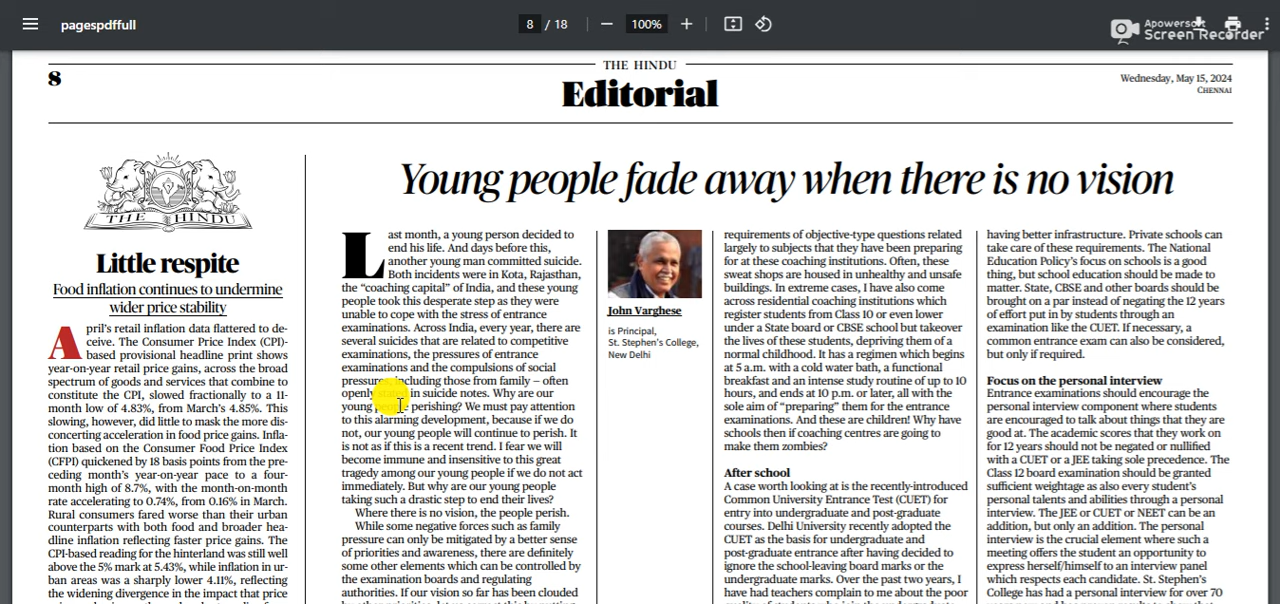 pagespdffull
8 / 18
100%
Apowersoft
Screen Recorder
THE HINDU
8
Editorial
Wednesday, May 15, 2024
CHENNAI
THE HINDU
Little respite
Food inflation continues to undermine
wider price stability
April's retail inflation data flattered to de-
ceive. The Consumer Price Index (CPI)-
based provisional headline print shows
year-on-year retail price gains, across the broad
spectrum of goods and services that combine to
constitute the CPI, slowed fractionally to a 11-
month low of 4.83%, from March's 4.85%. This
slowing, however, did little to mask the more dis-
concerting acceleration in food price gains. Infla-
tion based on the Consumer Food Price Index
(CFPI) quickened by 18 basis points from the pre-
ceding month's year-on-year pace to a four-
month high of 8.7%, with the month-on-month
rate accelerating to 0.74%, from 0.16% in March.
Rural consumers fared worse than their urban
counterparts with both food and broader hea-
dline inflation reflecting faster price gains. The
CPI-based reading for the hinterland was still well
above the 5% mark at 5.43%, while inflation in ur-
ban areas was a sharply lower 4.11%, reflecting
the widening divergence in the impact that price
Young people fade away when there is no vision
Last month, a young person decided to
end his life. And days before this,
another young man committed suicide.
Both incidents were in Kota, Rajasthan,
the “coaching capital” of India, and these young
people took this desperate step as they were
unable to cope with the stress of entrance
examinations. Across India, every year, there are
several suicides that are related to competitive
examinations, the pressures of entrance
examinations and the compulsions of social
pressures, including those from family – often
openly stated in suicide notes. Why are our
young people perishing? We must pay attention
to this alarming development, because if we do
not, our young people will continue to perish. It
is not as if this is a recent trend. I fear we will
become immune and insensitive to this great
tragedy among our young people if we do not act
immediately. But why are our young people
taking such a drastic step to end their lives?
Where there is no vision, the people perish.
While some negative forces such as family
pressure can only be mitigated by a better sense
of priorities and awareness, there are definitely
some other elements which can be controlled by
the examination boards and regulating
authorities. If our vision so far has been clouded
John Varghese
is Principal,
St. Stephen's College,
New Delhi
requirements of objective-type questions related
largely to subjects that they have been preparing
for at these coaching institutions. Often, these
sweat shops are housed in unhealthy and unsafe
buildings. In extreme cases, I have also come
across residential coaching institutions which
register students from Class 10 or even lower
under a State board or CBSE school but takeover
the lives of these students, depriving them of a
normal childhood. It has a regimen which begins
at 5 a.m. with a cold water bath, a functional
breakfast and an intense study routine of up to 10
hours, and ends at 10 p.m. or later, all with the
sole aim of “preparing” them for the entrance
examinations. And these are children! Why have
schools then if coaching centres are going to
make them zombies?
After school
A case worth looking at is the recently-introduced
Common University Entrance Test (CUET) for
entry into undergraduate and post-graduate
courses. Delhi University recently adopted the
CUET as the basis for undergraduate and
post-graduate entrance after having decided to
ignore the school-leaving board marks or the
undergraduate marks. Over the past two years, I
have had teachers complain to me about the poor
having better infrastructure. Private schools can
take care of these requirements. The National
Education Policy's focus on schools is a good
thing, but school education should be made to
matter. State, CBSE and other boards should be
brought on a par instead of negating the 12 years
of effort put in by students through an
examination like the CUET. If necessary, a
common entrance exam can also be considered,
but only if required.
Focus on the personal interview
Entrance examinations should encourage the
personal interview component where students
are encouraged to talk about things that they are
good at. The academic scores that they work on
for 12 years should not be negated or nullified
with a CUET or a JEE taking sole precedence. The
Class 12 board examination should be granted
sufficient weightage as also every student's
personal talents and abilities through a personal
interview. The JEE or CUET or NEET can be an
addition, but only an addition. The personal
interview is the crucial element where such a
meeting offers the student an opportunity to
express herself/himself to an interview panel
which respects each candidate. St. Stephen's
College has had a personal interview for over 70